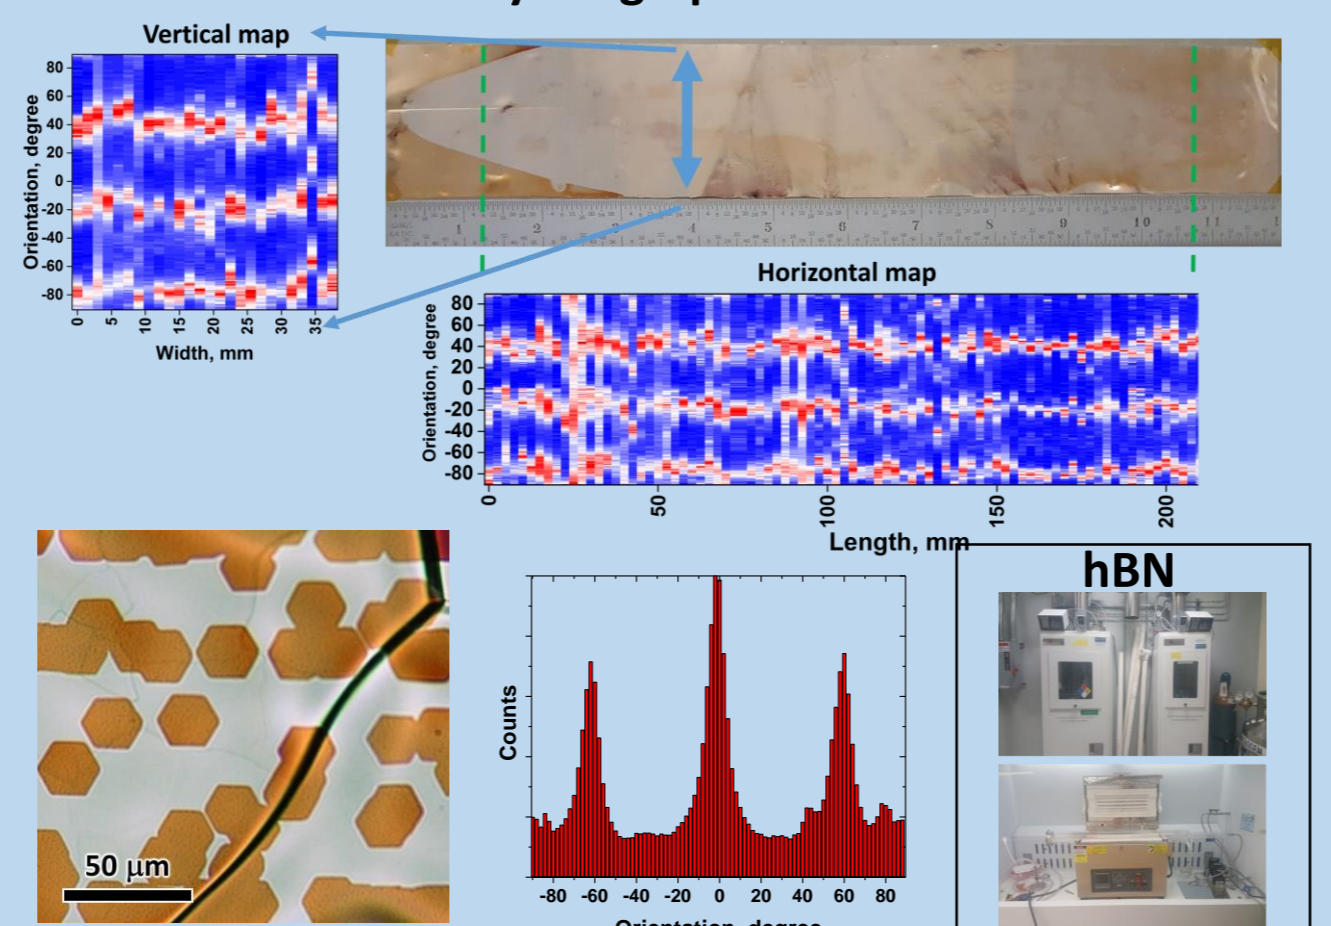 Vertical map
80
60
40
20
0
-20
-40
-60
-80
Orientation, degree
0 5 10 15 20 25 30 35
Width, mm
1 2 3 4 5 6 7 8 9 10 11
Horizontal map
80
60
40
20
0
-20
-40
-60
-80
Orientation, degree
0 50 100 150 200
Length, mm
50 μm
Counts
-80 -60 -40 -20 0 20 40 60 80
hBN